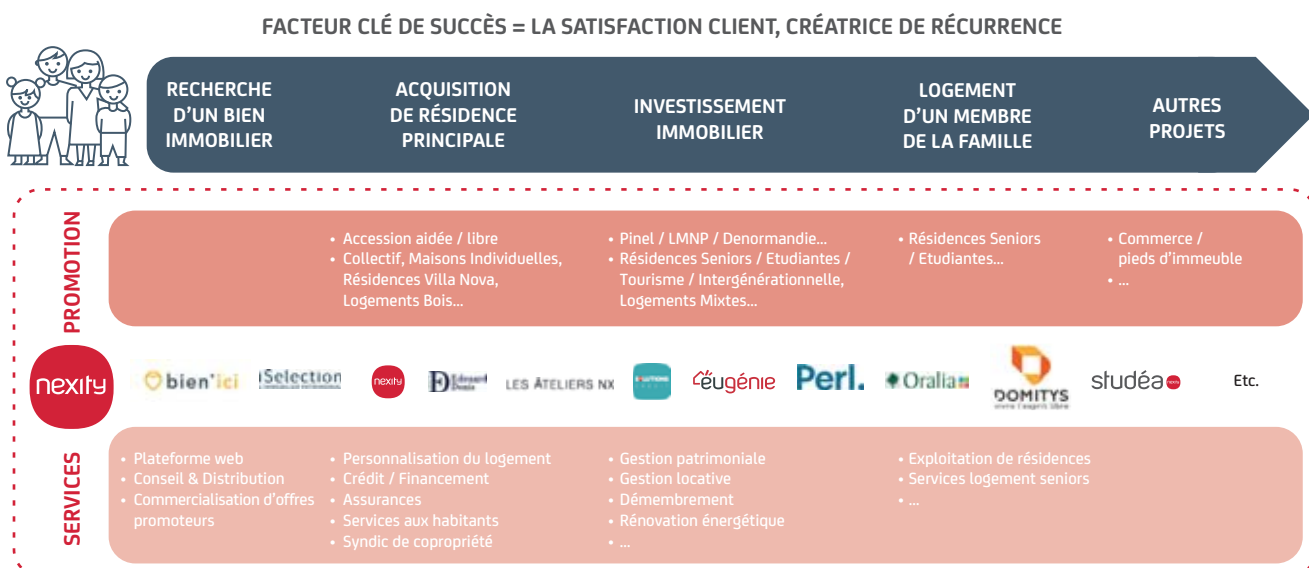 FACTEUR CLÉ DE SUCCÈS = LA SATISFACTION CLIENT, CRÉATRICE DE RÉCURRENCE
RECHERCHE
D'UN BIEN
IMMOBILIER
ACQUISITION
DE RÉSIDENCE
PRINCIPALE
INVESTISSEMENT
IMMOBILIER
LOGEMENT
D'UN MEMBRE
DE LA FAMILLE
AUTRES
PROJETS
PROMOTION
• Accession aidée / libre
• Collectif, Maisons Individuelles,
Résidences Villa Nova,
Logements Bois...
• Pinel / LMNP / Denormandie...
• Résidences Seniors / Etudiantes /
Tourisme / Intergénérationnelle,
Logements Mixtes...
• Résidences Seniors
/ Etudiantes...
• Commerce /
pieds d'immeuble
• ...
nexity
bien'ici
iSelection
nexity
Edouard
Denis
LES ATELIERS NX
eugénie
Perl.
Oralia
DOMITYS
studéa
Etc.
SERVICES
• Plateforme web
• Conseil & Distribution
• Commercialisation d'offres
promoteurs
• Personnalisation du logement
• Crédit / Financement
• Assurances
• Services aux habitants
• Syndic de copropriété
• Gestion patrimoniale
• Gestion locative
• Démembrement
• Rénovation énergétique
• ...
• Exploitation de résidences
• Services logement seniors
• ...